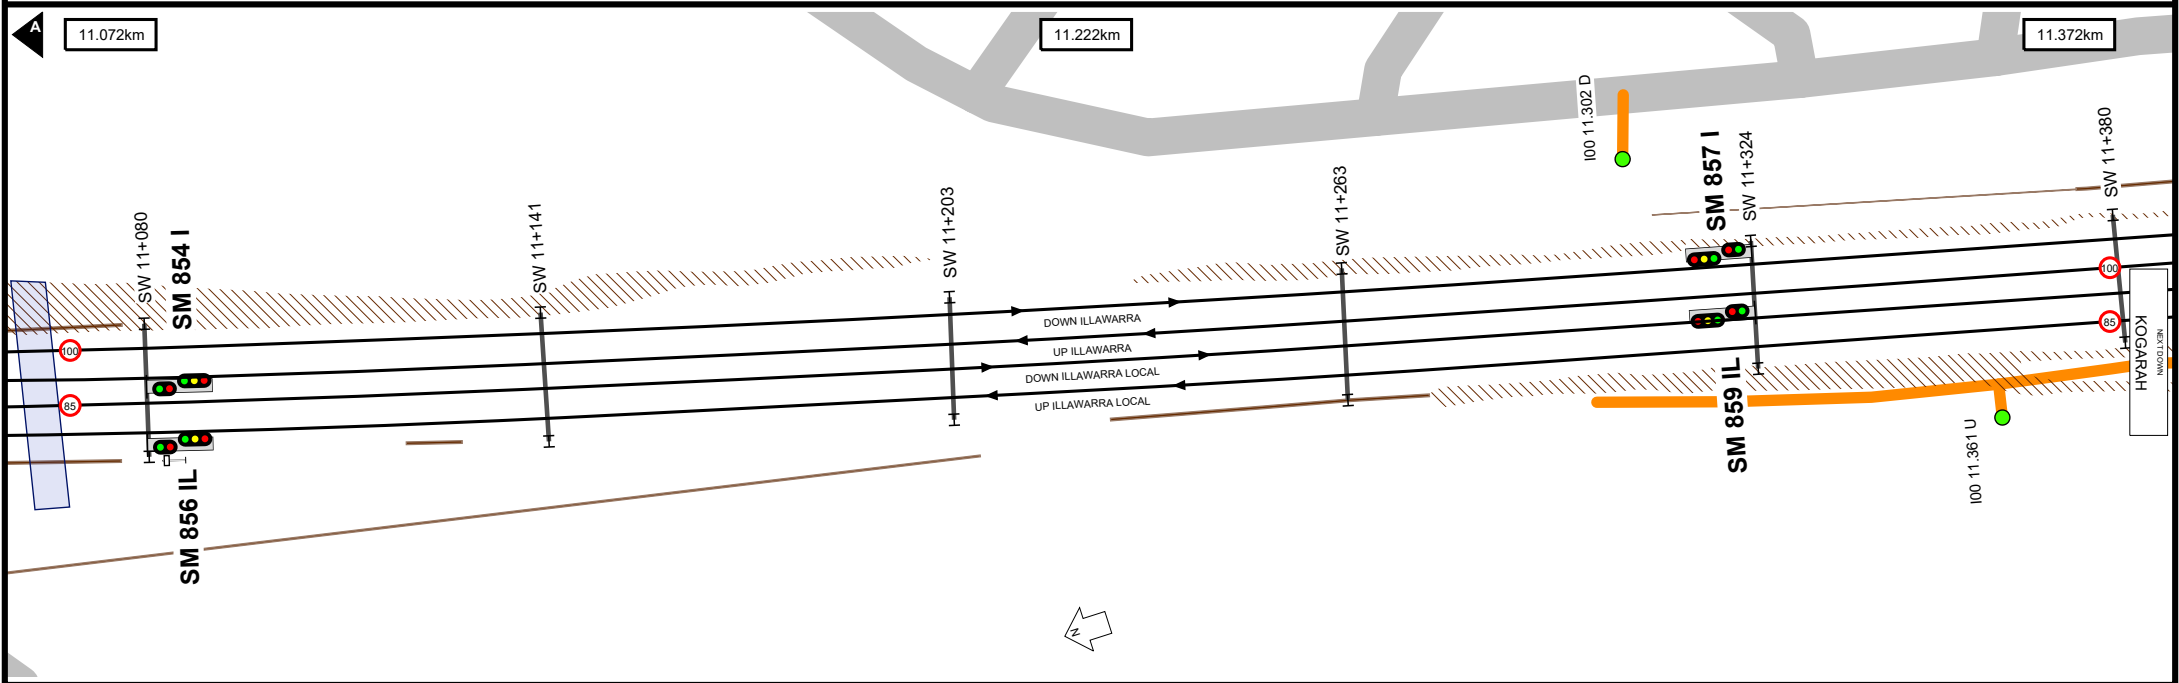 A
11.072km
11.222km
11.372km
I00 11.302 D
SM 857 I
SW 11+324
SW 11+380
SW 11+080
SM 854 I
SW 11+141
SW 11+203
SW 11+263
100
100
DOWN ILLAWARRA
UP ILLAWARRA
DOWN ILLAWARRA LOCAL
UP ILLAWARRA LOCAL
85
85
KOGARAH
NEXT DOWN
SM 859 IL
I00 11.361 U
SM 856 IL
N